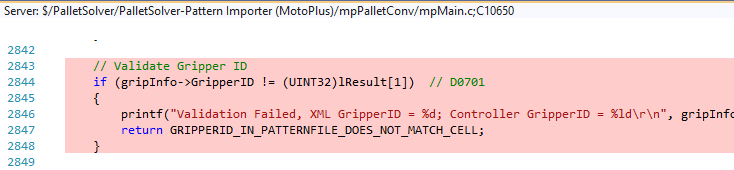 Server: $/PalletSolver/PalletSolver-Pattern Importer (MotoPlus)/mpPalletConv/mpMain.c;C10650
2842
2843 // Validate Gripper ID
2844 if (gripInfo->GripperID != (UINT32)lResult[1]) // D0701
2845 {
2846 printf("Validation Failed, XML GripperID = %d; Controller GripperID = %ld\r\n", gripInfo
2847 return GRIPPERID_IN_PATTERNFILE_DOES_NOT_MATCH_CELL;
2848 }
2849